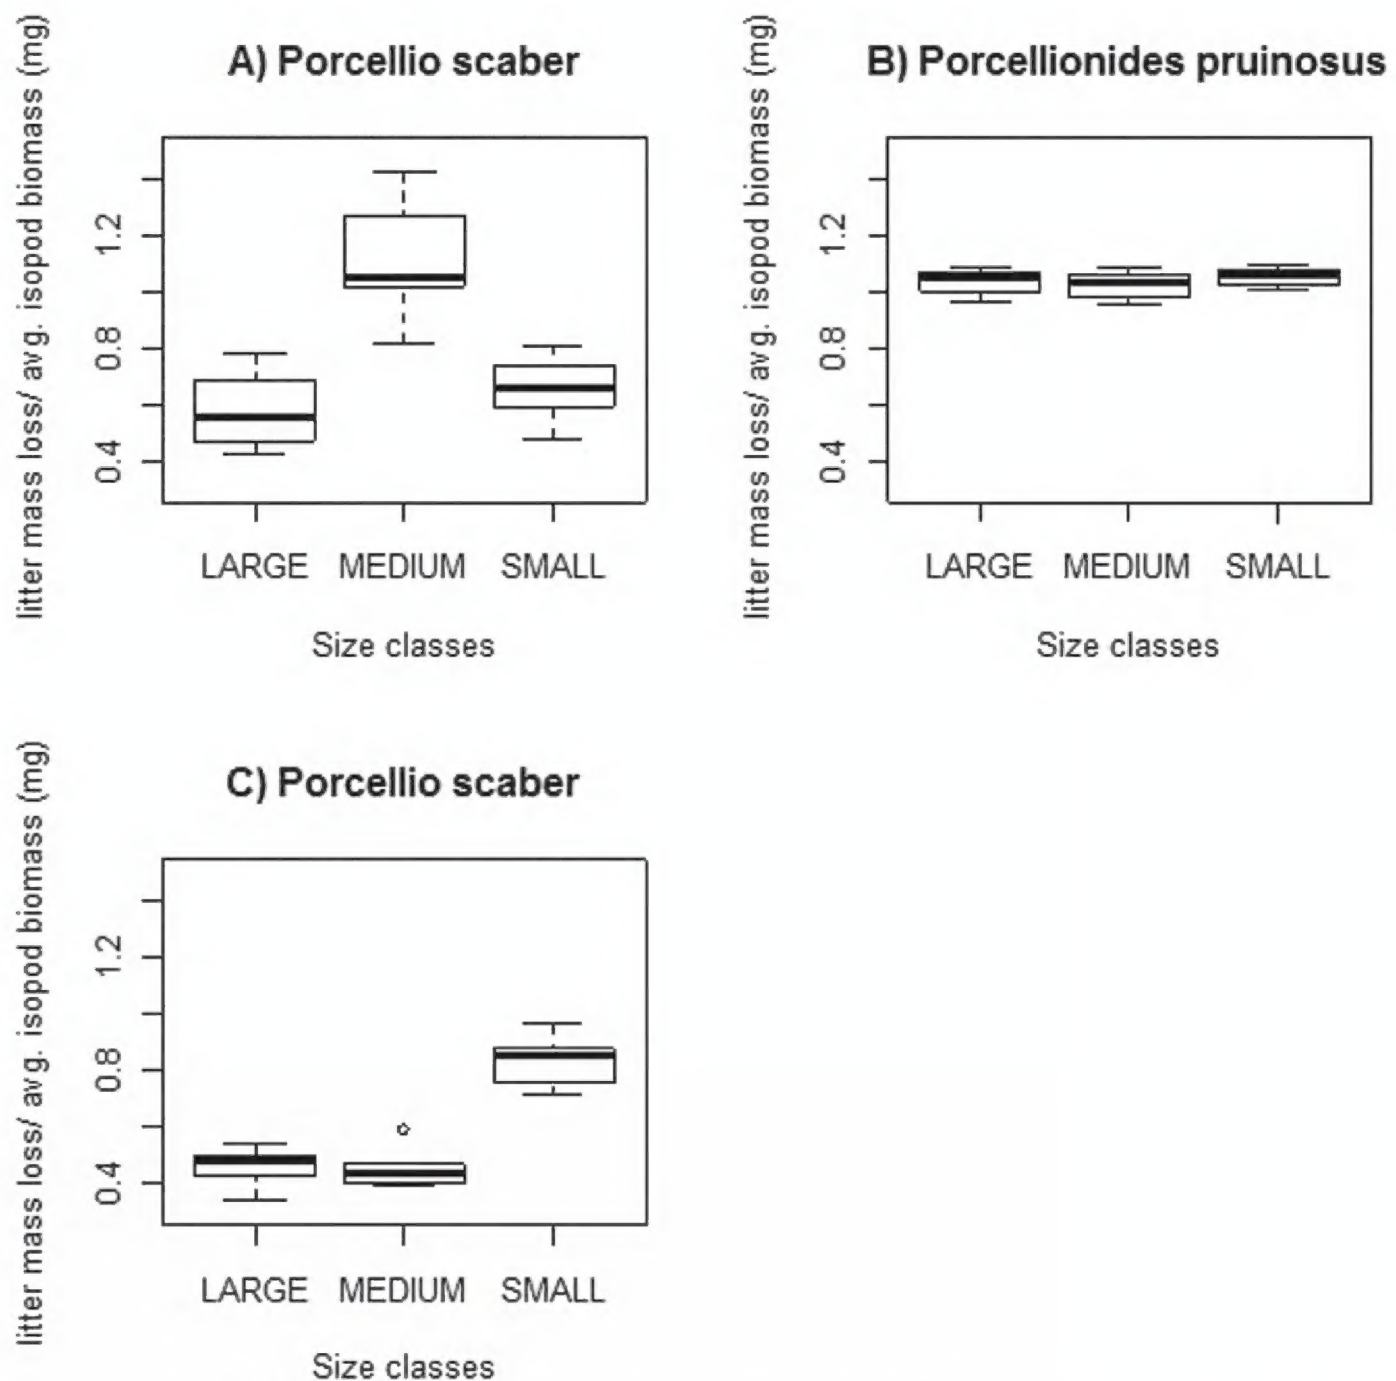 A) Porcellio scaber
litter mass loss/ avg. isopod biomass (mg)
1.2
0.8
0.4
LARGE MEDIUM SMALL
Size classes
B) Porcellionides pruinosus
litter mass loss/ avg. isopod biomass (mg)
1.2
0.8
0.4
LARGE MEDIUM SMALL
Size classes
C) Porcellio scaber
litter mass loss/ avg. isopod biomass (mg)
1.2
0.8
0.4
LARGE MEDIUM SMALL
Size classes